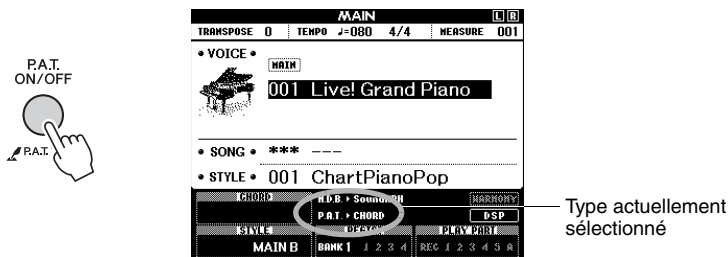 P.A.T.
ON/OFF
P.A.T.
MAIN L R
TRANSPOSE 0 TEMPO ♩=080 4/4 MEASURE 001
• VOICE •
MAIN
001 Live! Grand Piano
• SONG • *** ---
• STYLE • 001 ChartPianoPop
CHORD M.D.B. ▸ HARMONY
P.A.T. ▸ CHORD DSP
STYLE PLAY PART
MAIN B BANK 1 1 2 3 4 REG 1 2 3 4 5 A
Type actuellement
sélectionné